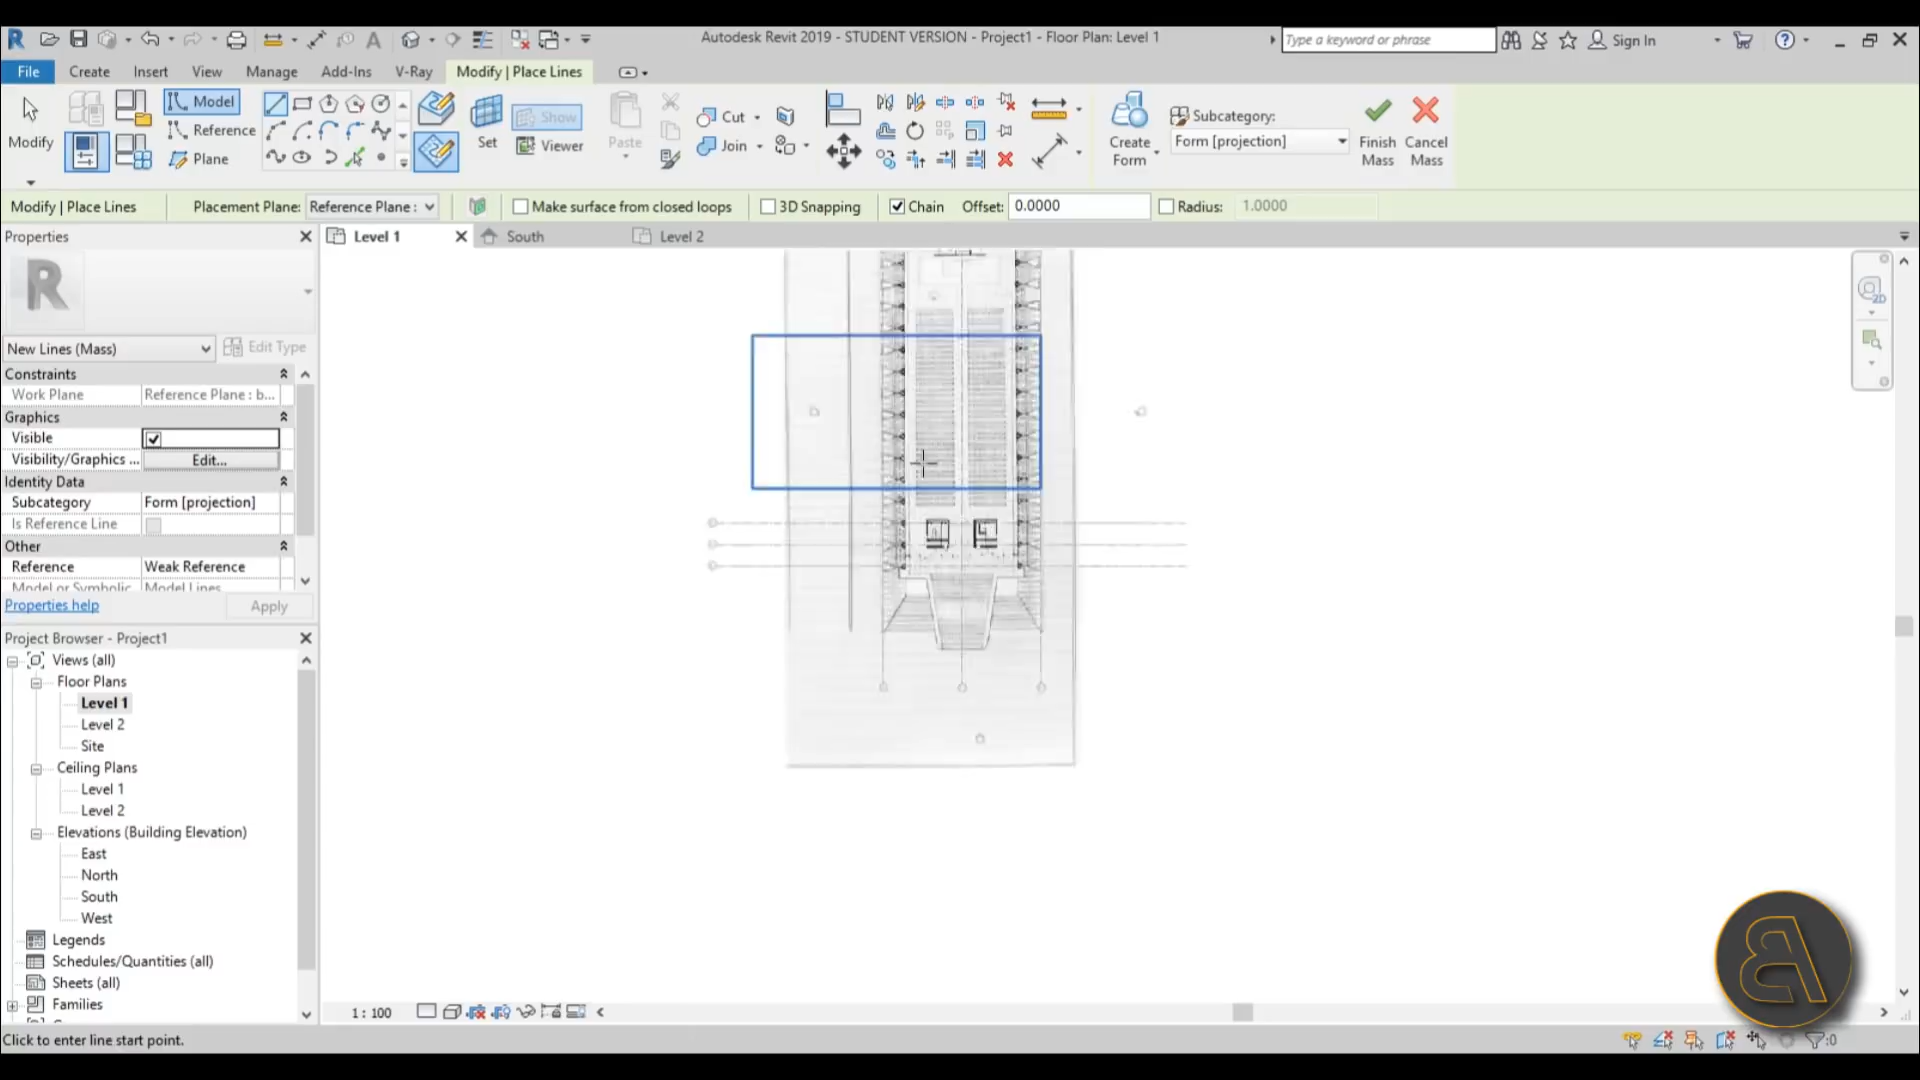 Autodesk Revit 2019 - STUDENT VERSION - Project1 - Floor Plan: Level 1
Type a keyword or phrase
Sign In
File
Create
Insert
View
Manage
Add-Ins
V-Ray
Modify | Place Lines
Modify
Model
Reference
Plane
Set
Show
Viewer
Paste
Cut
Join
Create
Form
Subcategory:
Form [projection]
Finish
Mass
Cancel
Mass
Modify | Place Lines
Placement Plane:
Reference Plane :
Make surface from closed loops
3D Snapping
Chain
Offset:
0.0000
Radius:
1.0000
Properties
Level 1
South
Level 2
R
2D
New Lines (Mass)
Edit Type
Constraints
Work Plane
Reference Plane : b...
Graphics
Visible
Visibility/Graphics ...
Edit...
Identity Data
Subcategory
Form [projection]
Is Reference Line
Other
Reference
Weak Reference
Model or Symbolic
Model Lines
Properties help
Apply
Project Browser - Project1
Views (all)
Floor Plans
Level 1
Level 2
Site
Ceiling Plans
Level 1
Level 2
Elevations (Building Elevation)
East
North
South
West
Legends
Schedules/Quantities (all)
Sheets (all)
Families
1 : 100
Click to enter line start point.
:0